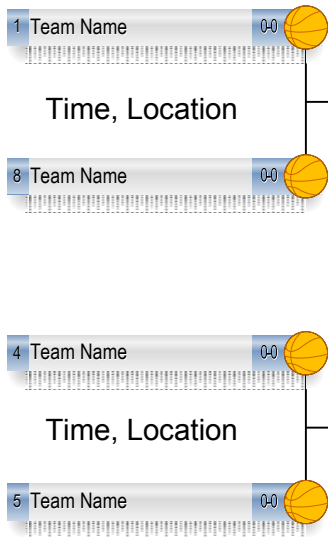 1 Team Name 0-0
Time, Location
8 Team Name 0-0
4 Team Name 0-0
Time, Location
5 Team Name 0-0